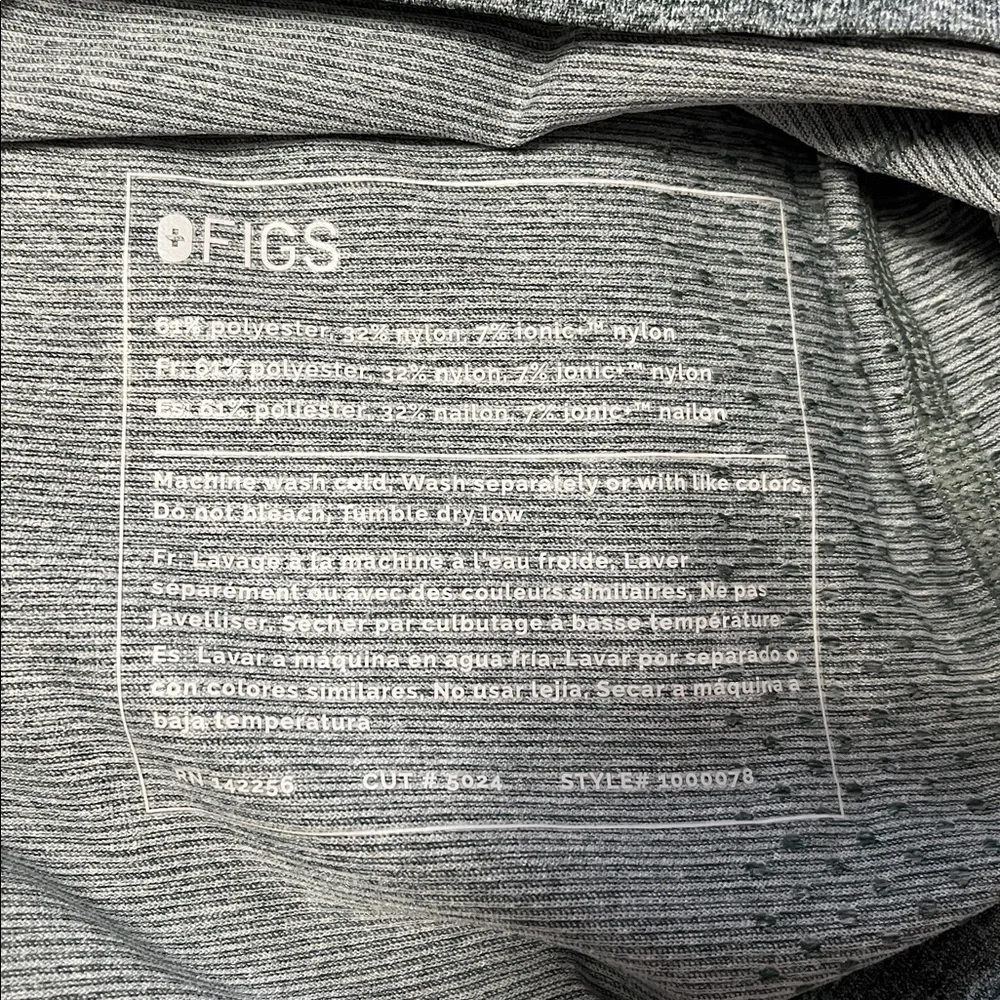 FIGS
61% polyester, 32% nylon, 7% ionic+™ nylon
Fr: 61% polyester, 32% nylon, 7% ionic+™ nylon
Es: 61% poliester, 32% nailon, 7% ionic+™ nailon
Machine wash cold, Wash separately or with like colors,
Do not bleach, Tumble dry low
Fr: Lavage à la machine a l'eau froide, Laver
séparément ou avec des couleurs similaires, Ne pas
javelliser. Sécher par culbutage à basse température
Es: Lavar a máquina en agua fría, Lavar por separado o
con colores similares, No usar lejía, Secar a máquina a
baja temperatura
RN 142256 CUT # 5024 STYLE# 1000078